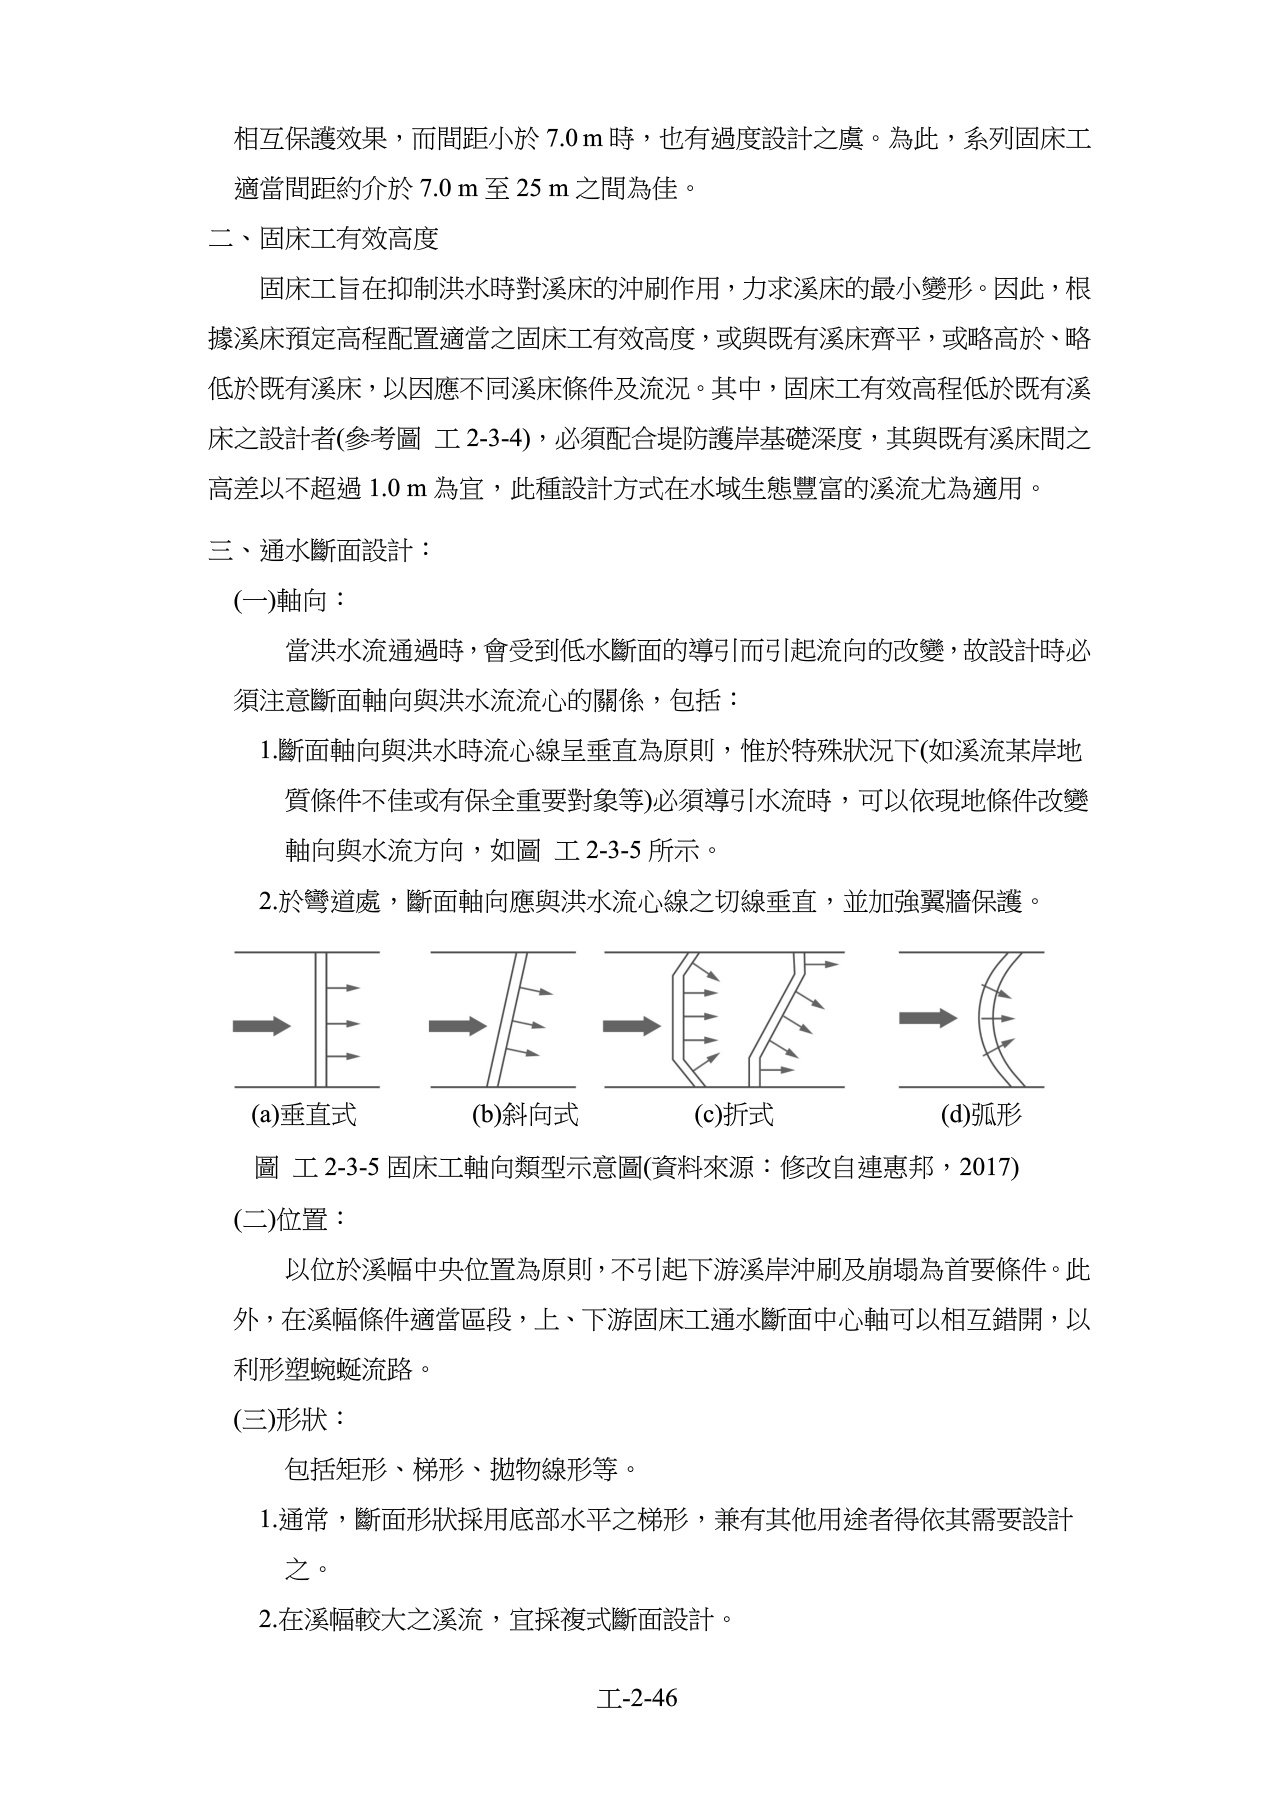 相互保護效果，而間距小於 7.0 m 時，也有過度設計之虞。為此，系列固床工
適當間距約介於 7.0 m 至 25 m 之間為佳。
二、固床工有效高度
固床工旨在抑制洪水時對溪床的沖刷作用，力求溪床的最小變形。因此，根
據溪床預定高程配置適當之固床工有效高度，或與既有溪床齊平，或略高於、略
低於既有溪床，以因應不同溪床條件及流況。其中，固床工有效高程低於既有溪
床之設計者(參考圖 工 2-3-4)，必須配合堤防護岸基礎深度，其與既有溪床間之
高差以不超過 1.0 m 為宜，此種設計方式在水域生態豐富的溪流尤為適用。
三、通水斷面設計：
(一)軸向：
當洪水流通過時，會受到低水斷面的導引而引起流向的改變，故設計時必
須注意斷面軸向與洪水流流心的關係，包括：
1.斷面軸向與洪水時流心線呈垂直為原則，惟於特殊狀況下(如溪流某岸地
質條件不佳或有保全重要對象等)必須導引水流時，可以依現地條件改變
軸向與水流方向，如圖 工 2-3-5 所示。
2.於彎道處，斷面軸向應與洪水流心線之切線垂直，並加強翼牆保護。
(a)垂直式 (b)斜向式 (c)折式 (d)弧形
圖 工 2-3-5 固床工軸向類型示意圖(資料來源：修改自連惠邦，2017)
(二)位置：
以位於溪幅中央位置為原則，不引起下游溪岸沖刷及崩塌為首要條件。此
外，在溪幅條件適當區段，上、下游固床工通水斷面中心軸可以相互錯開，以
利形塑蜿蜒流路。
(三)形狀：
包括矩形、梯形、拋物線形等。
1.通常，斷面形狀採用底部水平之梯形，兼有其他用途者得依其需要設計
之。
2.在溪幅較大之溪流，宜採複式斷面設計。
工-2-46